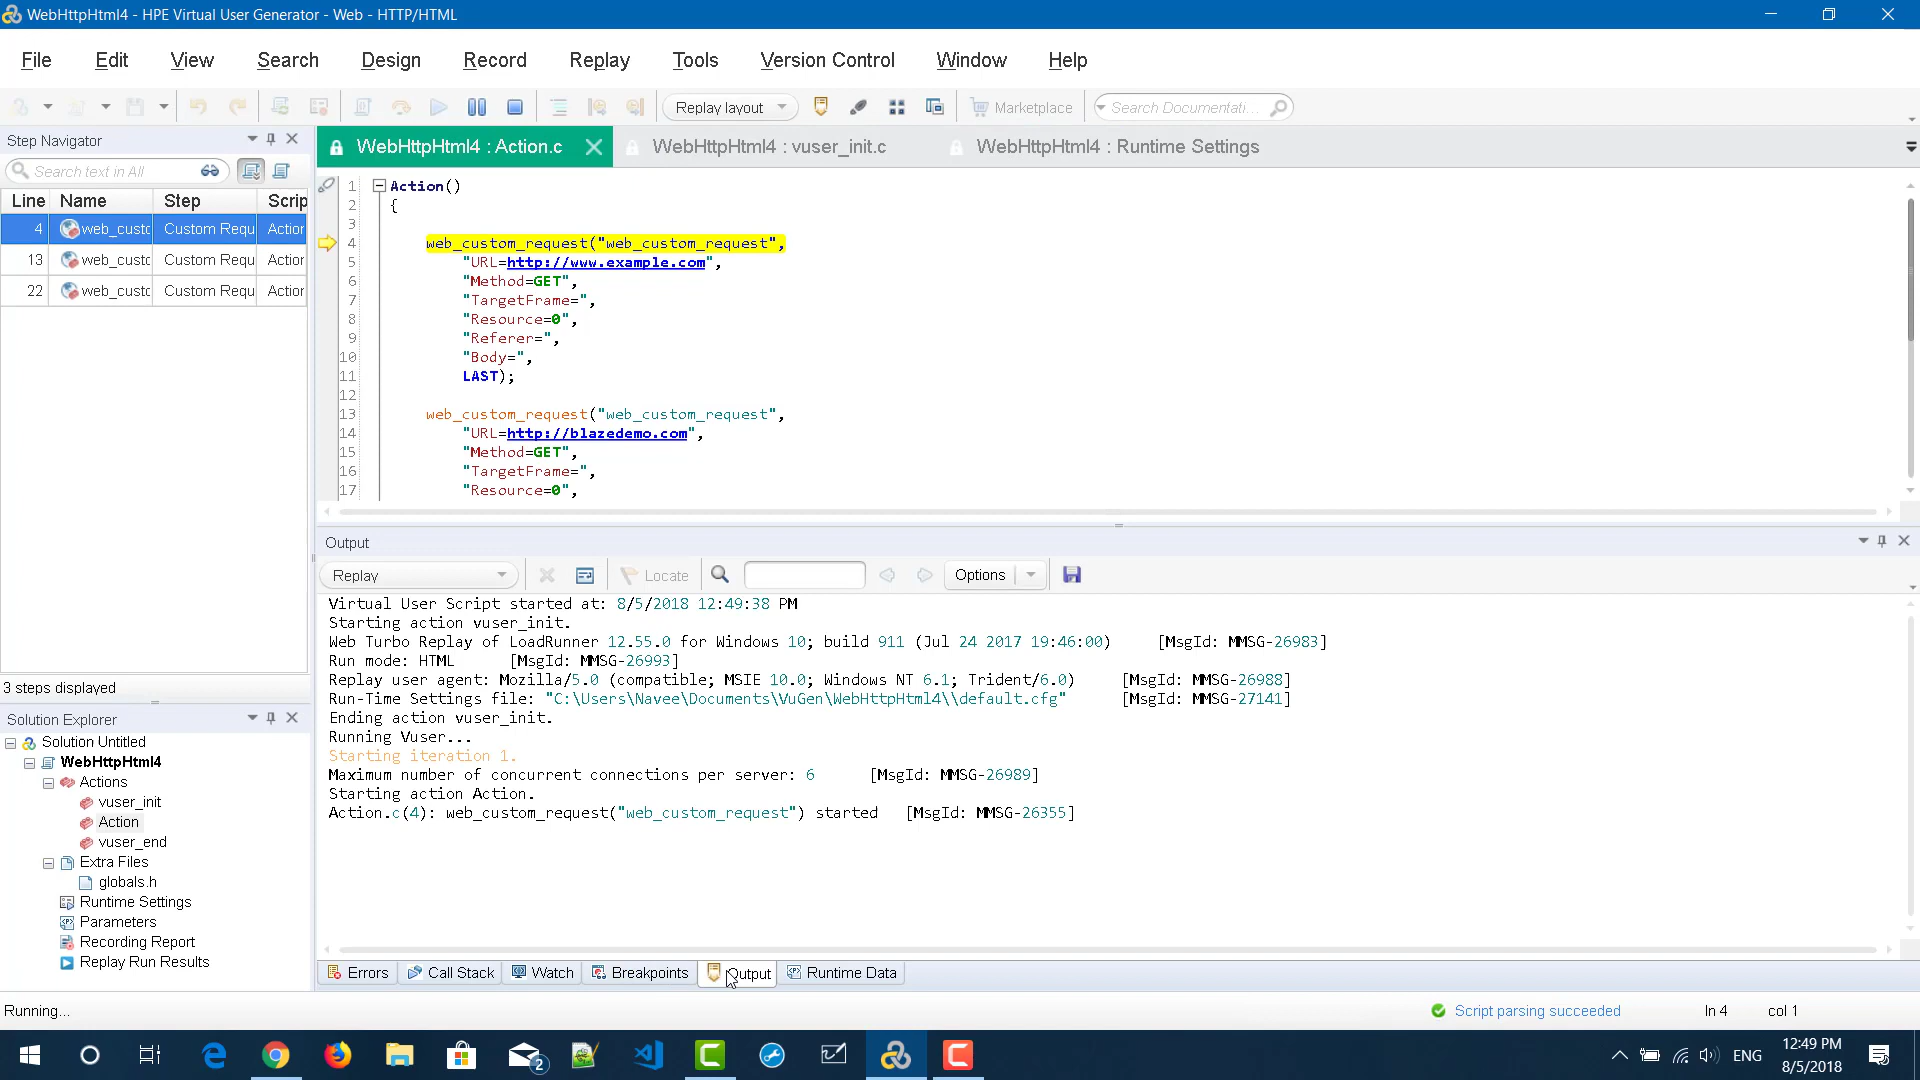 WebHttpHtml4 - HPE Virtual User Generator - Web - HTTP/HTML
File Edit View Search Design Record Replay Tools Version Control Window Help
Replay layout Marketplace Search Documentati...
Step Navigator
Search text in All
Line Name Step Scrip
4 web_custc Custom Requ Action
13 web_custc Custom Requ Action
22 web_custc Custom Requ Action
3 steps displayed
Solution Explorer
Solution Untitled
WebHttpHtml4
Actions
vuser_init
Action
vuser_end
Extra Files
globals.h
Runtime Settings
Parameters
Recording Report
Replay Run Results
WebHttpHtml4 : Action.c WebHttpHtml4 : vuser_init.c WebHttpHtml4 : Runtime Settings
1 Action()
2 {
3
4 web_custom_request("web_custom_request",
5 "URL=http://www.example.com",
6 "Method=GET",
7 "TargetFrame=",
8 "Resource=0",
9 "Referer=",
10 "Body=",
11 LAST);
12
13 web_custom_request("web_custom_request",
14 "URL=http://blazedemo.com",
15 "Method=GET",
16 "TargetFrame=",
17 "Resource=0",
Output
Replay Locate Options
Virtual User Script started at: 8/5/2018 12:49:38 PM
Starting action vuser_init.
Web Turbo Replay of LoadRunner 12.55.0 for Windows 10; build 911 (Jul 24 2017 19:46:00) [MsgId: MMSG-26983]
Run mode: HTML [MsgId: MMSG-26993]
Replay user agent: Mozilla/5.0 (compatible; MSIE 10.0; Windows NT 6.1; Trident/6.0) [MsgId: MMSG-26988]
Run-Time Settings file: "C:\Users\Navee\Documents\VuGen\WebHttpHtml4\\default.cfg" [MsgId: MMSG-27141]
Ending action vuser_init.
Running Vuser...
Starting iteration 1.
Maximum number of concurrent connections per server: 6 [MsgId: MMSG-26989]
Starting action Action.
Action.c(4): web_custom_request("web_custom_request") started [MsgId: MMSG-26355]
Errors Call Stack Watch Breakpoints Output Runtime Data
Running... Script parsing succeeded ln 4 col 1
2 ENG 12:49 PM
8/5/2018